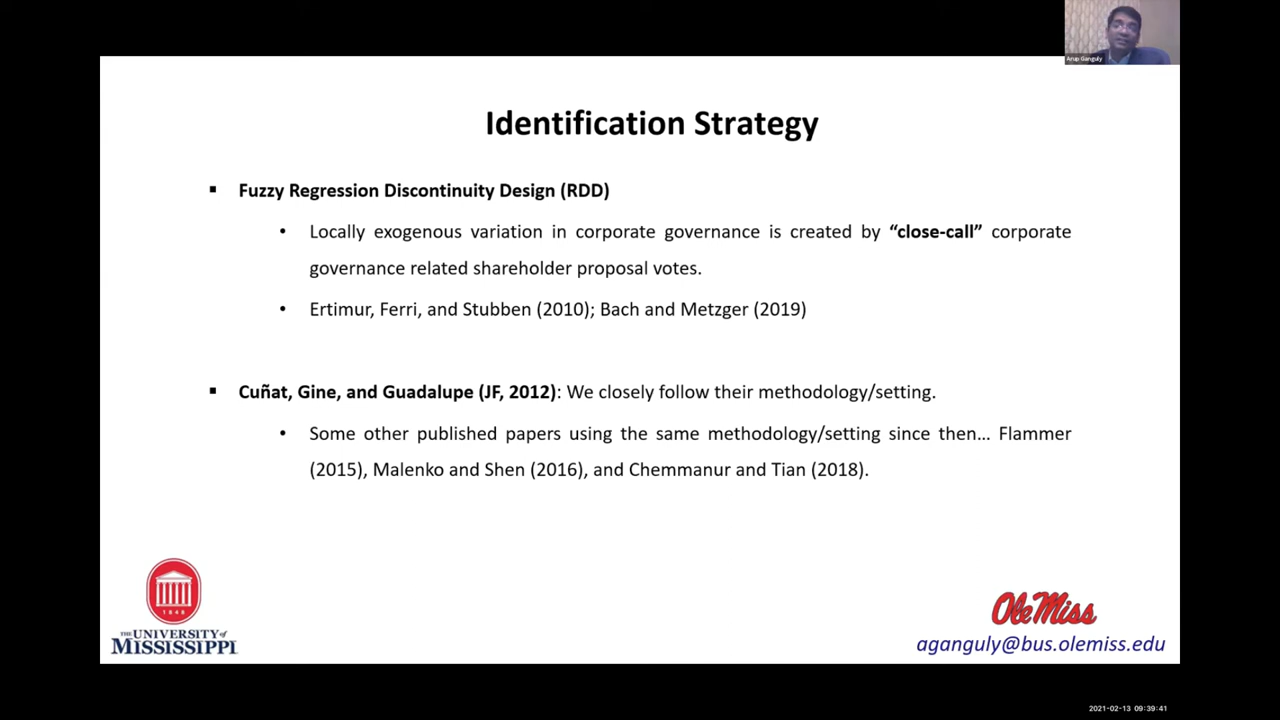 Anup Ganguly
Identification Strategy
▪ Fuzzy Regression Discontinuity Design (RDD)
• Locally exogenous variation in corporate governance is created by “close-call” corporate
governance related shareholder proposal votes.
• Ertimur, Ferri, and Stubben (2010); Bach and Metzger (2019)
▪ Cuñat, Gine, and Guadalupe (JF, 2012): We closely follow their methodology/setting.
• Some other published papers using the same methodology/setting since then… Flammer
(2015), Malenko and Shen (2016), and Chemmanur and Tian (2018).
1848
THE UNIVERSITY of
MISSISSIPPI
Ole Miss
aganguly@bus.olemiss.edu
2021-02-13 09:39:41